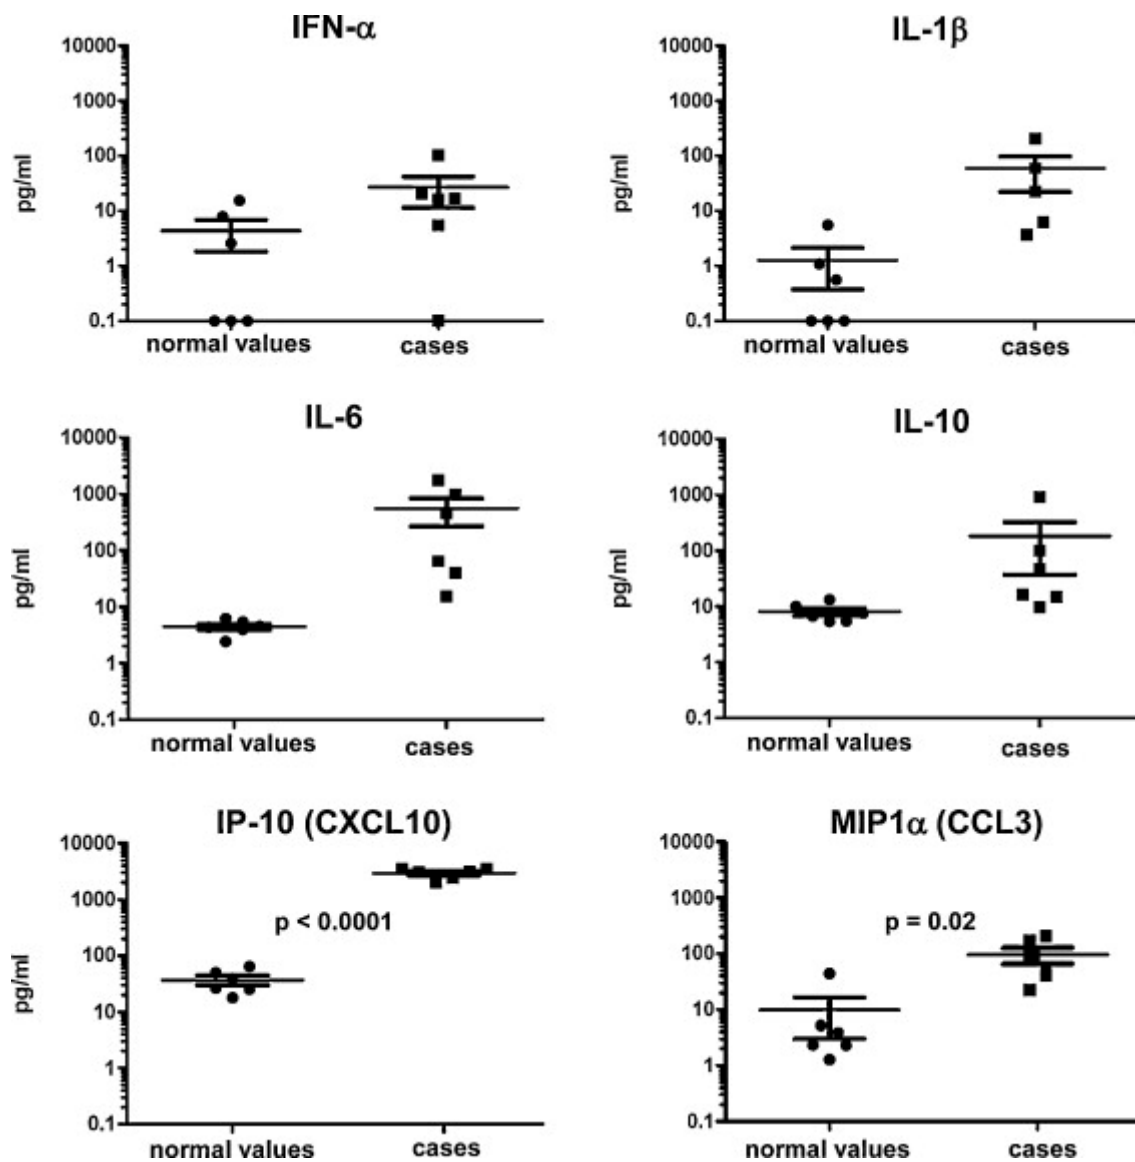 IFN-α
10000
1000
100
10
1
0.1
pg/ml
normal values
cases
IL-1β
10000
1000
100
10
1
0.1
pg/ml
normal values
cases
IL-6
10000
1000
100
10
1
0.1
pg/ml
normal values
cases
IL-10
10000
1000
100
10
1
0.1
pg/ml
normal values
cases
IP-10 (CXCL10)
10000
1000
p < 0.0001
100
10
1
0.1
pg/ml
normal values
cases
MIP1α (CCL3)
10000
1000
p = 0.02
100
10
1
0.1
pg/ml
normal values
cases